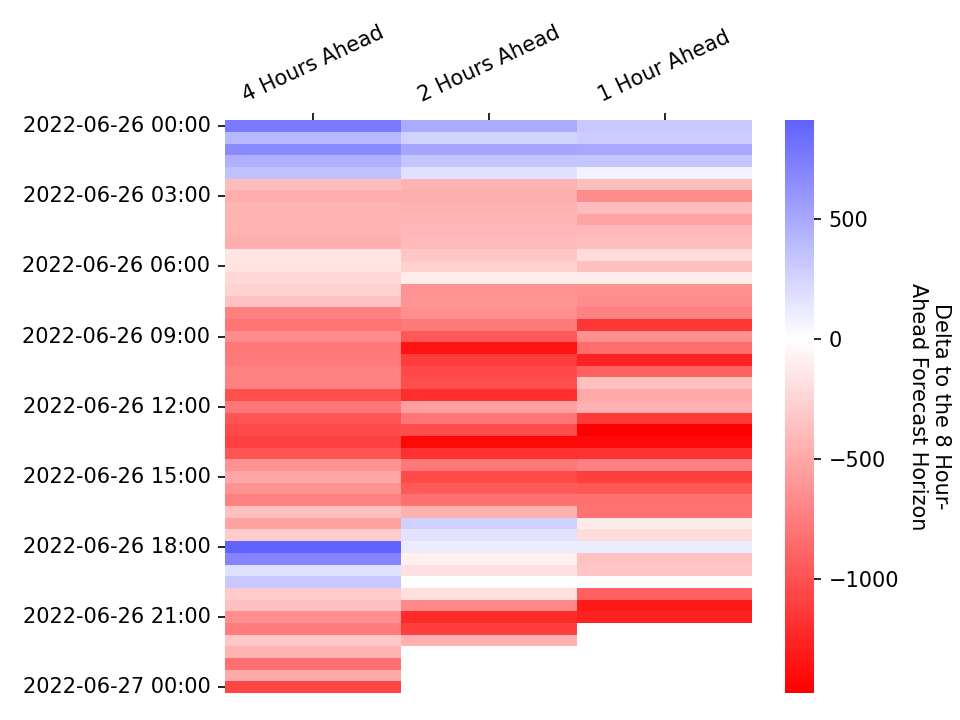 4 Hours Ahead
2 Hours Ahead
1 Hour Ahead
2022-06-26 00:00
2022-06-26 03:00
2022-06-26 06:00
2022-06-26 09:00
2022-06-26 12:00
2022-06-26 15:00
2022-06-26 18:00
2022-06-26 21:00
2022-06-27 00:00
500
0
−500
−1000
Delta to the 8 Hour-
Ahead Forecast Horizon